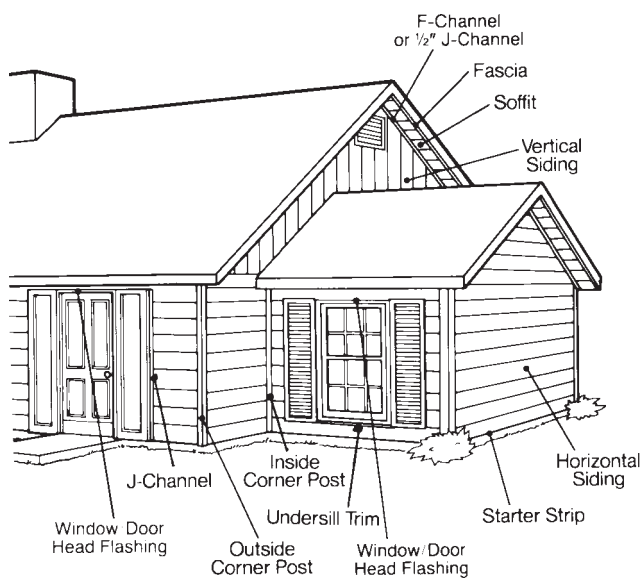 F-Channel
or ½" J-Channel
Fascia
Soffit
Vertical
Siding
Horizontal
Siding
Starter Strip
Inside
Corner Post
J-Channel
Undersill Trim
Window/Door
Head Flashing
Outside
Corner Post
Window/Door
Head Flashing